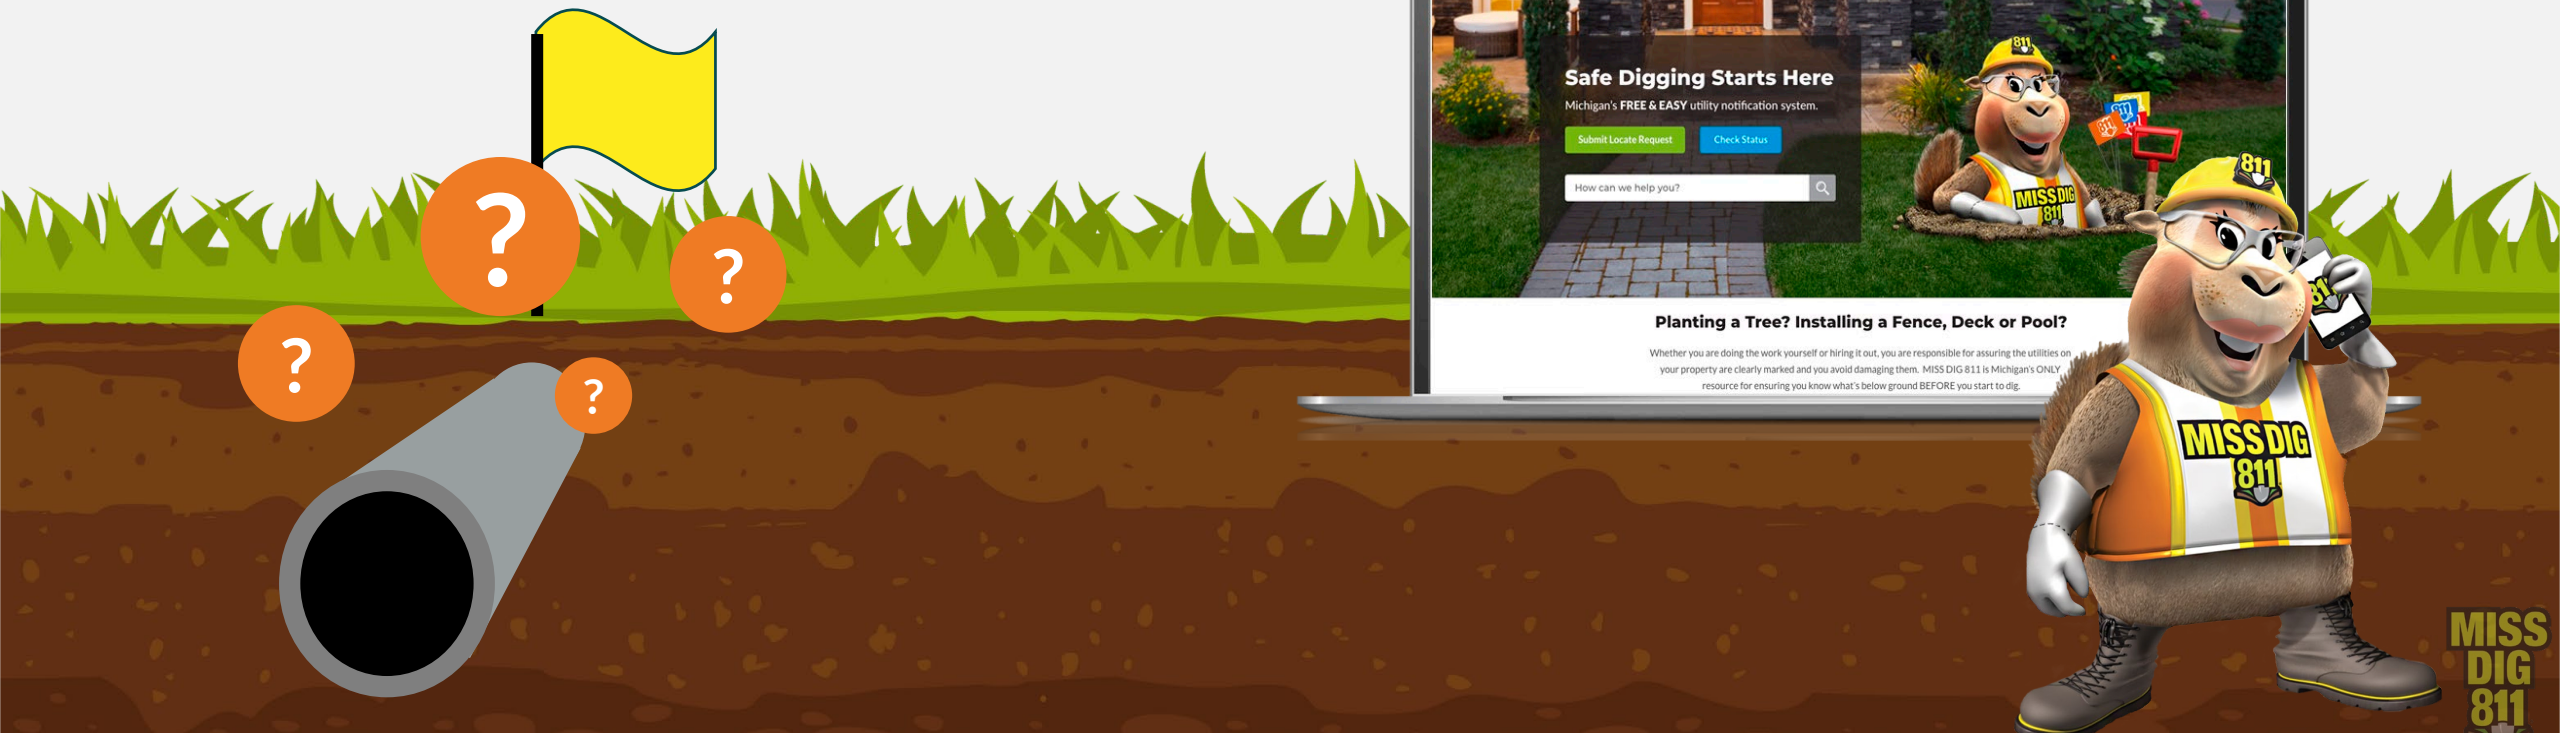 ?
?
?
?
Safe Digging Starts Here
Michigan's FREE & EASY utility notification system.
Submit Locate Request
Check Status
How can we help you?
811
MISS DIG
811
811
811
Planting a Tree? Installing a Fence, Deck or Pool?
Whether you are doing the work yourself or hiring it out, you are responsible for assuring the utilities on
your property are clearly marked and you avoid damaging them. MISS DIG 811 is Michigan's ONLY
resource for ensuring you know what's below ground BEFORE you start to dig.
811
MISS DIG
811
MISS
DIG
811